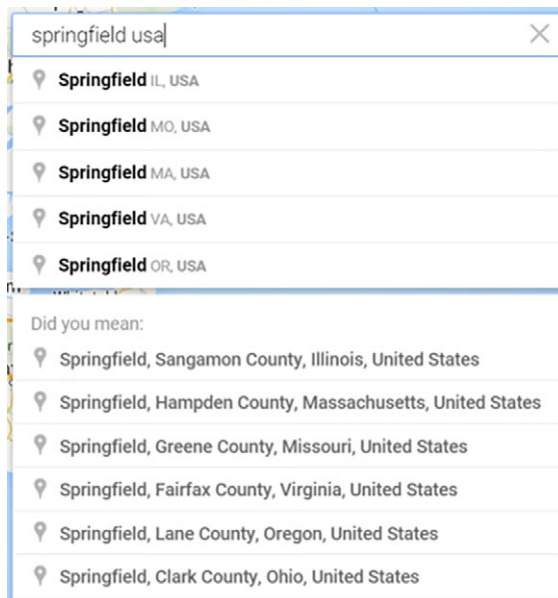 springfield usa
Springfield IL, USA
Springfield MO, USA
Springfield MA, USA
Springfield VA, USA
Springfield OR, USA
Did you mean:
Springfield, Sangamon County, Illinois, United States
Springfield, Hampden County, Massachusetts, United States
Springfield, Greene County, Missouri, United States
Springfield, Fairfax County, Virginia, United States
Springfield, Lane County, Oregon, United States
Springfield, Clark County, Ohio, United States